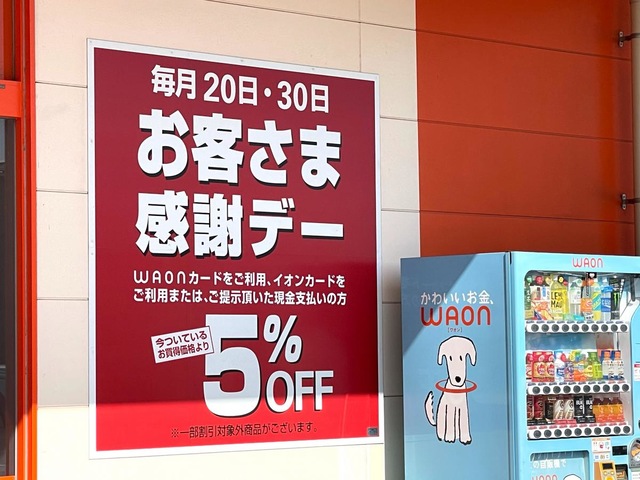 毎月20日・30日
お客さま
感謝デー
WAONカードをご利用、イオンカードを
ご利用または、ご提示頂いた現金支払いの方
今ついている
お買得価格より
5%
OFF
※一部割引対象外商品がございます。
WAON
かわいいお金、
WAON
[ワオン]